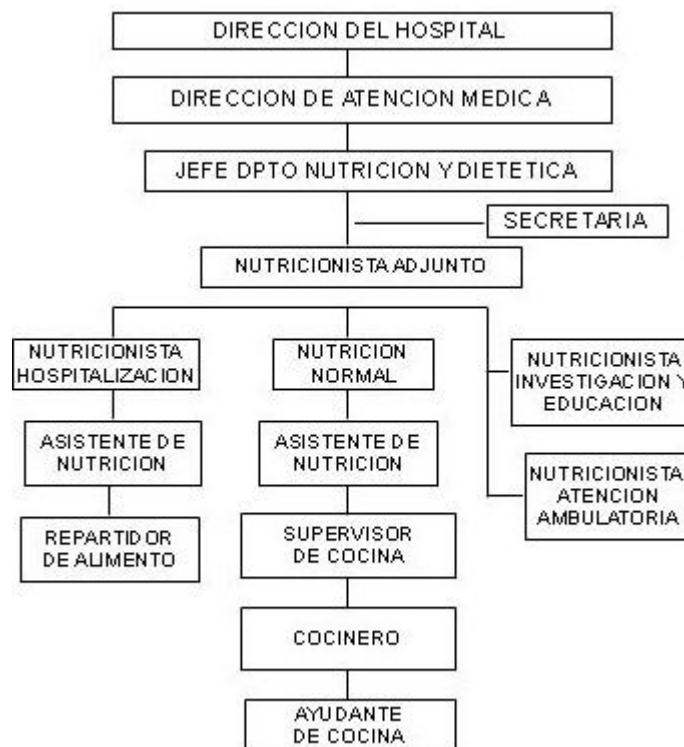 DIRECCION DEL HOSPITAL
DIRECCION DE ATENCION MEDICA
JEFE DPTO NUTRICION Y DIETETICA
SECRETARIA
NUTRICIONISTA ADJUNTO
NUTRICIONISTA
HOSPITALIZACION
NUTRICION
NORMAL
NUTRICIONISTA
INVESTIGACION Y
EDUCACION
ASISTENTE DE
NUTRICION
ASISTENTE DE
NUTRICION
NUTRICIONISTA
ATENCION
AMBULATORIA
REPARTIDOR
DE ALIMENTO
SUPERVISOR
DE COCINA
COCINERO
AYUDANTE
DE COCINA